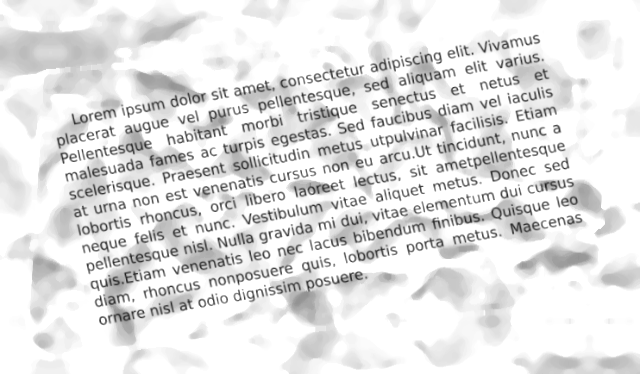 Lorem ipsum dolor sit amet, consectetur adipiscing elit. Vivamus
placerat augue vel purus pellentesque, sed aliquam elit varius.
Pellentesque habitant morbi tristique senectus et netus et
malesuada fames ac turpis egestas. Sed faucibus diam vel iaculis
scelerisque. Praesent sollicitudin metus utpulvinar facilisis. Etiam
at urna non est venenatis cursus non eu arcu.Ut tincidunt, nunc a
lobortis rhoncus, orci libero laoreet lectus, sit ametpellentesque
neque felis et nunc. Vestibulum vitae aliquet metus. Donec sed
pellentesque nisl. Nulla gravida mi dui, vitae elementum dui cursus
quis.Etiam venenatis leo nec lacus bibendum finibus. Quisque leo
diam, rhoncus nonposuere quis, lobortis porta metus. Maecenas
ornare nisl at odio dignissim posuere.